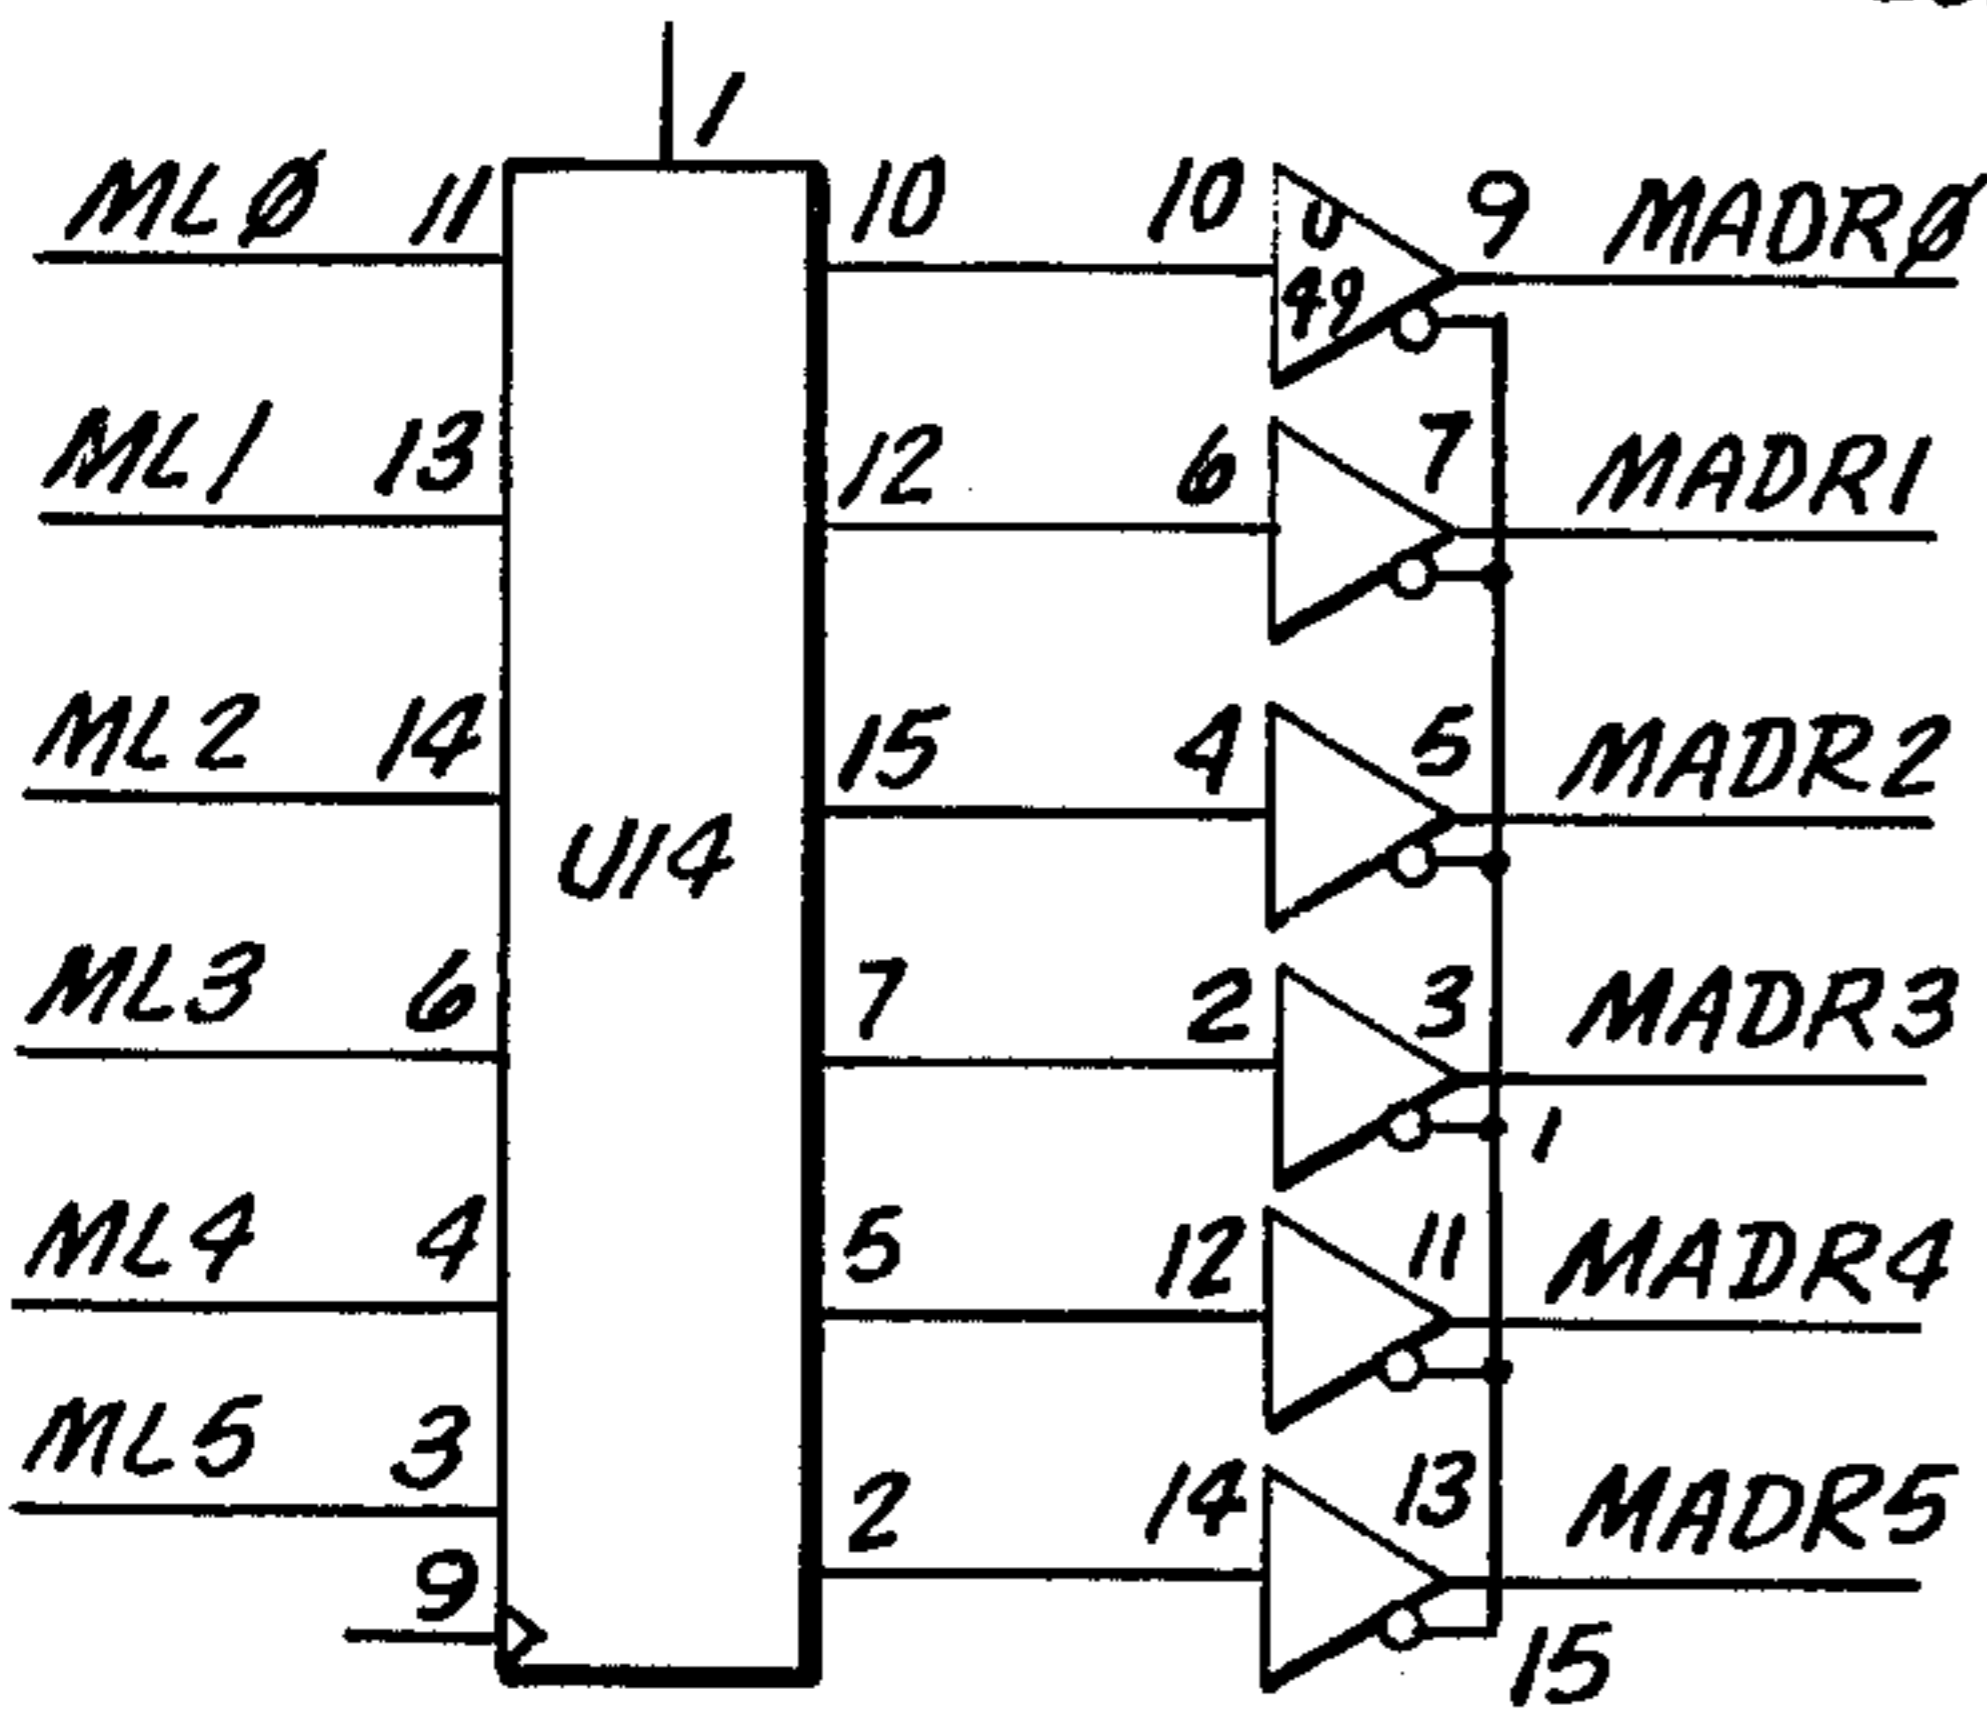 1
MLØ 11 10 10 U 49 9 MADRØ
ML1 13 12 6 7 MADR1
ML2 14 15 4 5 MADR2
U14
ML3 6 7 2 3 MADR3
1
ML4 4 5 12 11 MADR4
ML5 3 2 14 13 MADR5
9
15